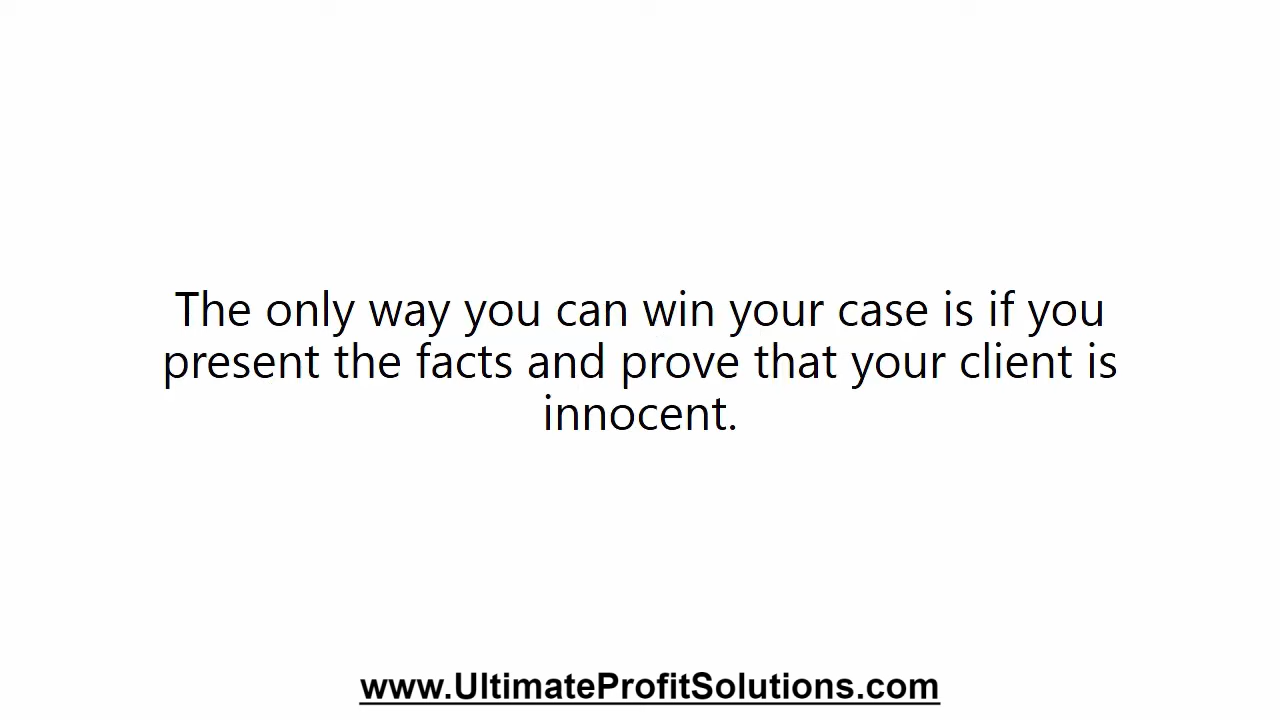 The only way you can win your case is if you
present the facts and prove that your client is
innocent.
www.UltimateProfitSolutions.com